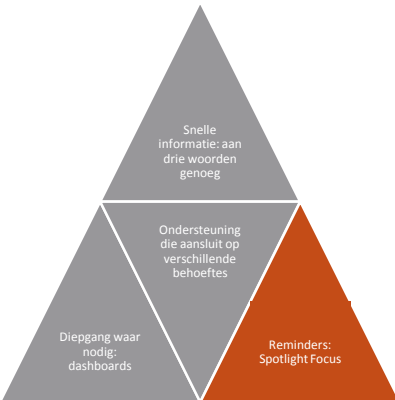 Snelle
informatie: aan
drie woorden
genoeg
Ondersteuning
die aansluit op
verschillende
behoeftes
Diepgang waar
nodig:
dashboards
Reminders:
Spotlight Focus